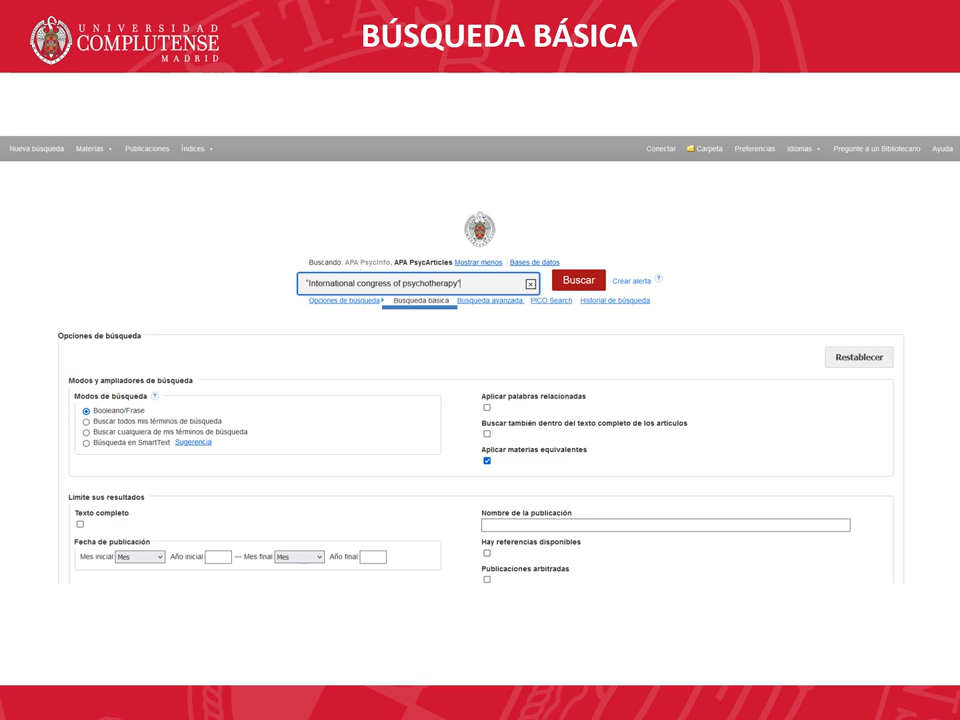 UNIVERSIDAD
COMPLUTENSE
MADRID
BÚSQUEDA BÁSICA
Nueva búsqueda Materias Publicaciones Índices Conectar Carpeta Preferencias Idiomas Pregunte a un Bibliotecario Ayuda
Buscando: APA PsycInfo, APA PsycArticles Mostrar menos Bases de datos
"International congress of psychotherapy" Buscar Crear alerta ?
Opciones de búsqueda Búsqueda básica Búsqueda avanzada PICO Search Historial de búsqueda
Opciones de búsqueda
Restablecer
Modos y ampliadores de búsqueda
Modos de búsqueda ?
Booleano/Frase
Buscar todos mis términos de búsqueda
Buscar cualquiera de mis términos de búsqueda
Búsqueda en SmartText Sugerencia
Aplicar palabras relacionadas
Buscar también dentro del texto completo de los artículos
Aplicar materias equivalentes
Limite sus resultados
Texto completo
Fecha de publicación
Mes inicial: Mes Año inicial: — Mes final: Mes Año final:
Nombre de la publicación
Hay referencias disponibles
Publicaciones arbitradas